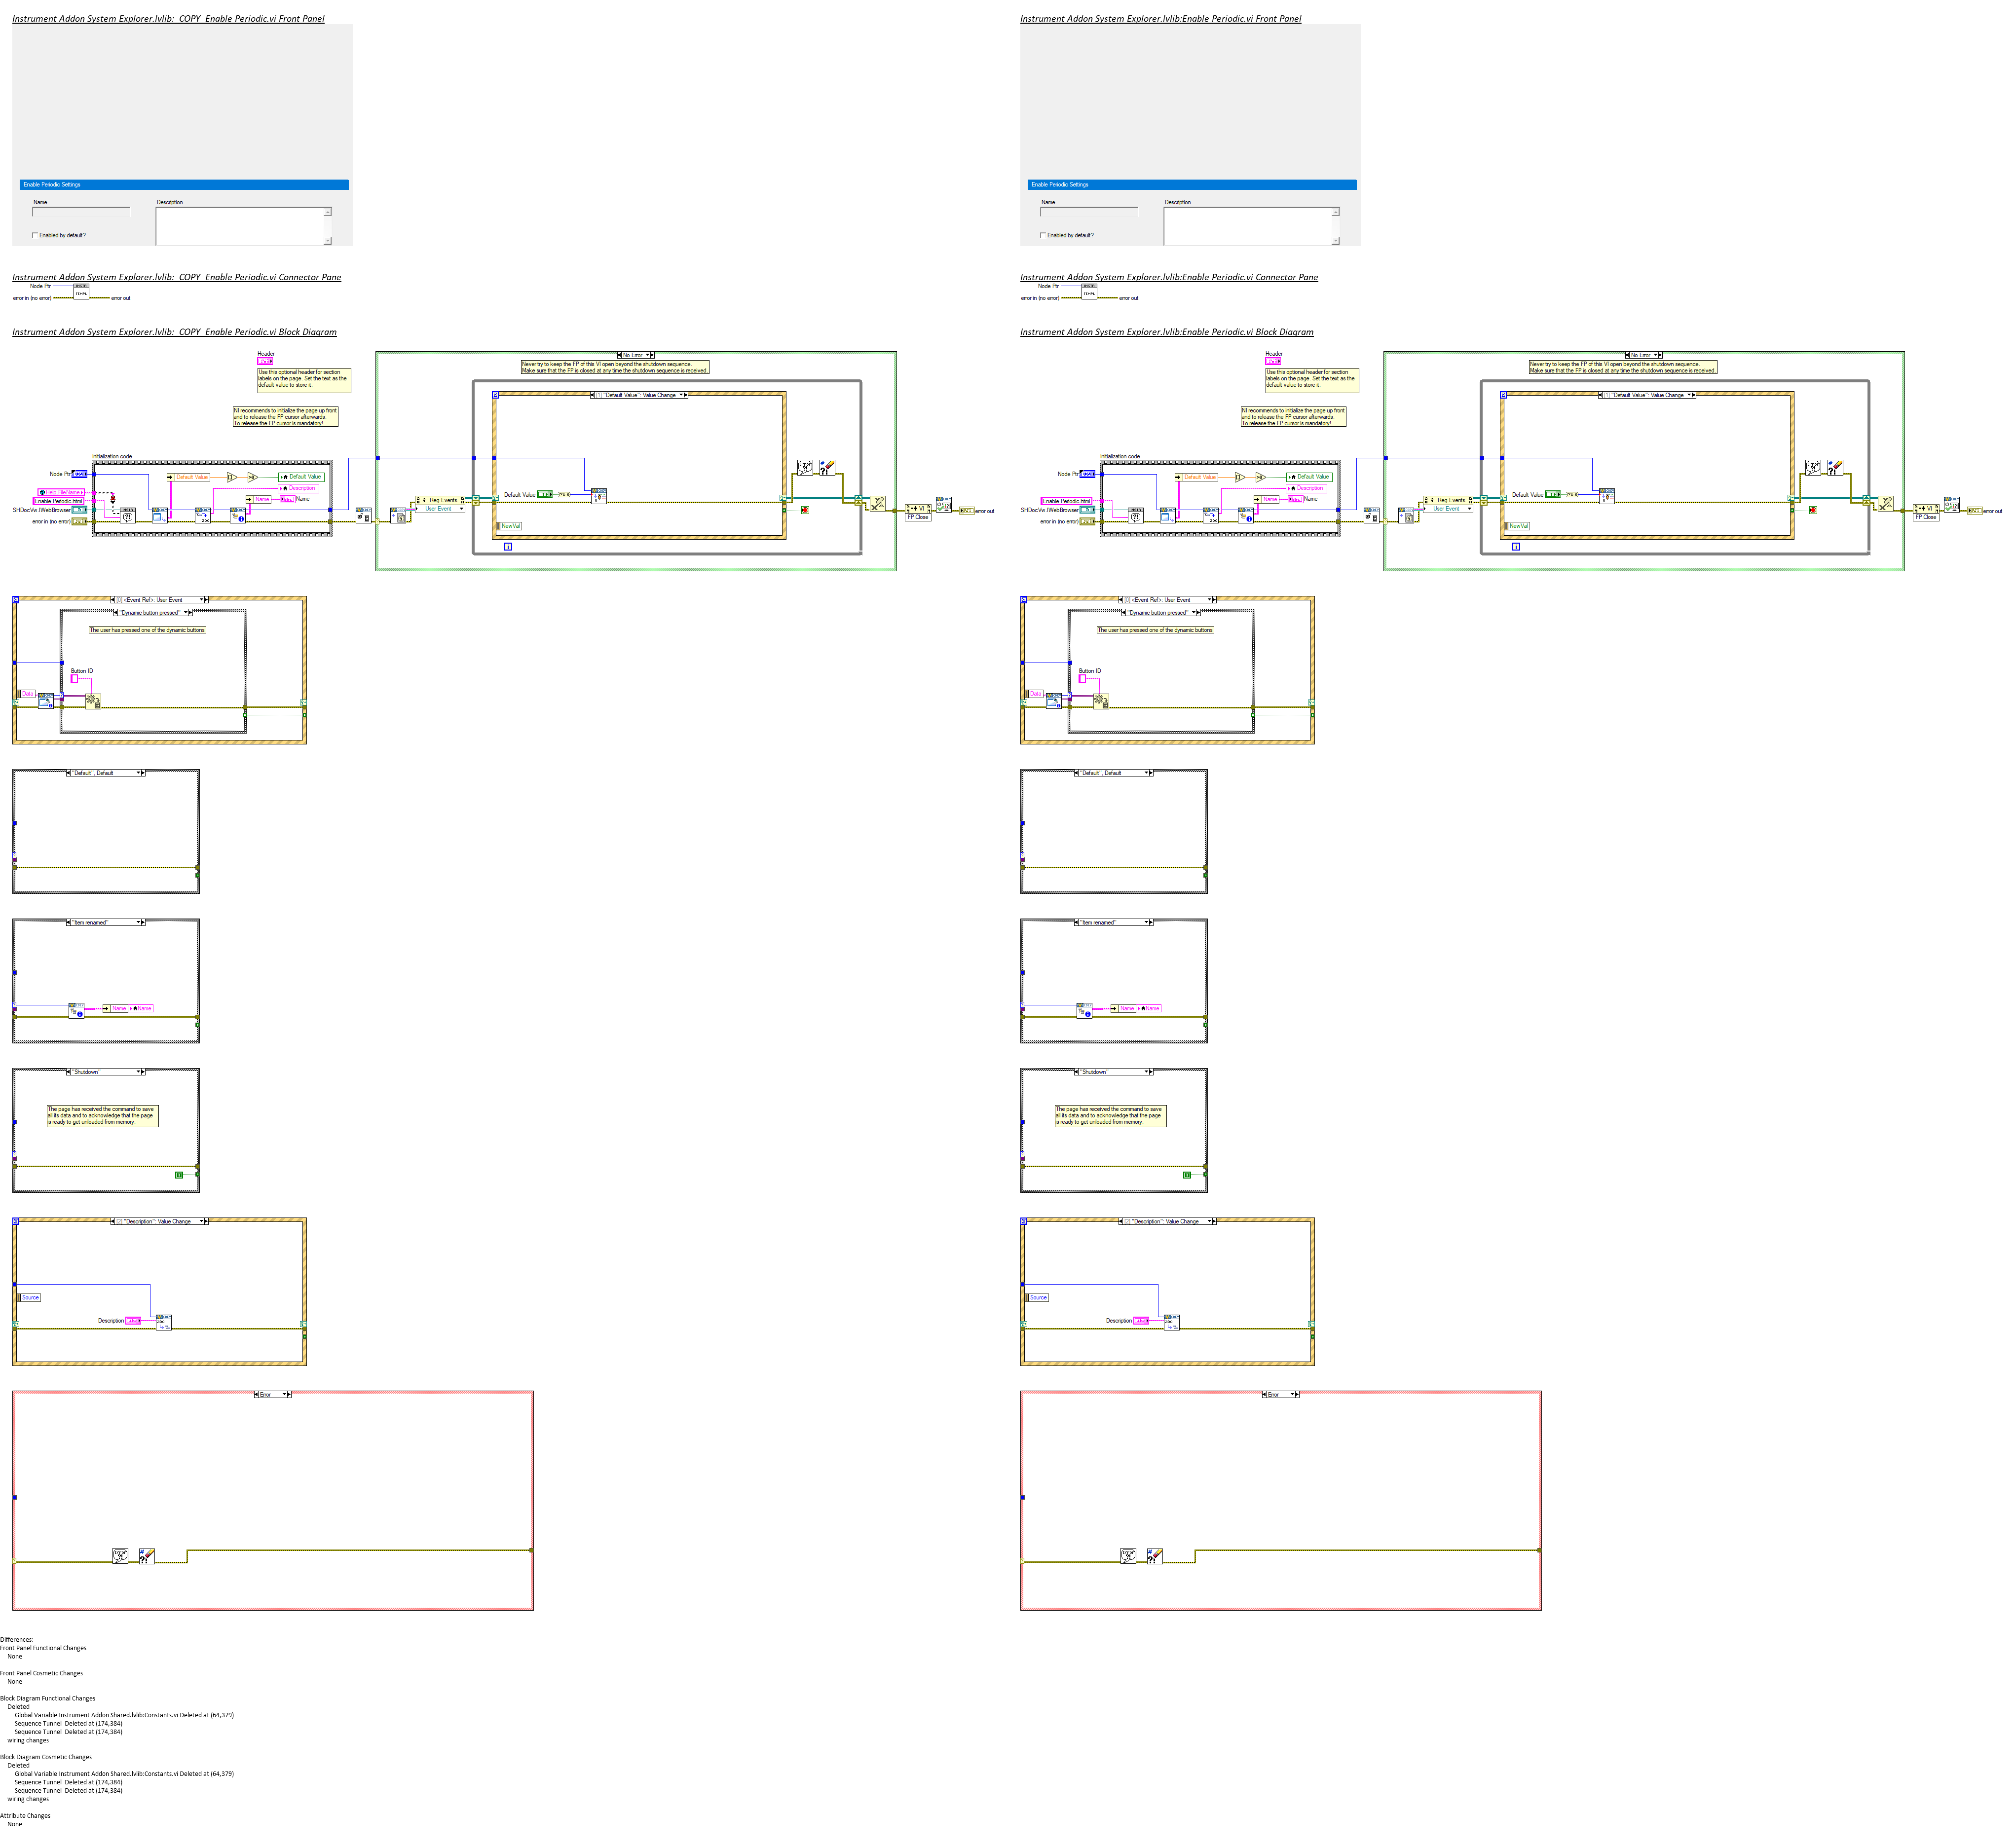 Instrument Addon System Explorer.lvlib: COPY Enable Periodic.vi Front Panel
Enable Periodic Settings
Name
Description
Enabled by default?
Instrument Addon System Explorer.lvlib: COPY Enable Periodic.vi Connector Pane
Node Ptr
error in (no error)
error out
Instrument Addon System Explorer.lvlib: COPY Enable Periodic.vi Block Diagram
Header
Use this optional header for section
labels on the page. Set the text as the
default value to store it.
NI recommends to initialize the page up front
and to release the FP cursor afterwards.
To release the FP cursor is mandatory!
No Error
Never try to keep the FP of this VI open beyond the shutdown sequence.
Make sure that the FP is closed at any time the shutdown sequence is received.
[1] "Default Value": Value Change
Initialization code
Node Ptr
Help FileName
Enable Periodic.html
SHDocVw.IWebBrowser
error in (no error)
Default Value
Default Value
Description
Name
Name
Reg Events
User Event
Default Value
NewVal
VI
FP.Close
error out
[0] <Event Ref>: User Event
"Dynamic button pressed"
The user has pressed one of the dynamic buttons
Button ID
Data
"Default", Default
"Item renamed"
Name
Name
"Shutdown"
The page has received the command to save
all its data and to acknowledge that the page
is ready to get unloaded from memory.
[2] "Description": Value Change
Source
Description
Error
Differences:
Front Panel Functional Changes
None
Front Panel Cosmetic Changes
None
Block Diagram Functional Changes
Deleted
Global Variable Instrument Addon Shared.lvlib:Constants.vi Deleted at (64,379)
Sequence Tunnel Deleted at (174,384)
Sequence Tunnel Deleted at (174,384)
wiring changes
Block Diagram Cosmetic Changes
Deleted
Global Variable Instrument Addon Shared.lvlib:Constants.vi Deleted at (64,379)
Sequence Tunnel Deleted at (174,384)
Sequence Tunnel Deleted at (174,384)
wiring changes
Attribute Changes
None
Instrument Addon System Explorer.lvlib:Enable Periodic.vi Front Panel
Enable Periodic Settings
Name
Description
Enabled by default?
Instrument Addon System Explorer.lvlib:Enable Periodic.vi Connector Pane
Node Ptr
error in (no error)
error out
Instrument Addon System Explorer.lvlib:Enable Periodic.vi Block Diagram
Header
Use this optional header for section
labels on the page. Set the text as the
default value to store it.
NI recommends to initialize the page up front
and to release the FP cursor afterwards.
To release the FP cursor is mandatory!
No Error
Never try to keep the FP of this VI open beyond the shutdown sequence.
Make sure that the FP is closed at any time the shutdown sequence is received.
[1] "Default Value": Value Change
Initialization code
Node Ptr
Enable Periodic.html
SHDocVw.IWebBrowser
error in (no error)
Default Value
Default Value
Description
Name
Name
Reg Events
User Event
Default Value
NewVal
VI
FP.Close
error out
[0] <Event Ref>: User Event
"Dynamic button pressed"
The user has pressed one of the dynamic buttons
Button ID
Data
"Default", Default
"Item renamed"
Name
Name
"Shutdown"
The page has received the command to save
all its data and to acknowledge that the page
is ready to get unloaded from memory.
[2] "Description": Value Change
Source
Description
Error